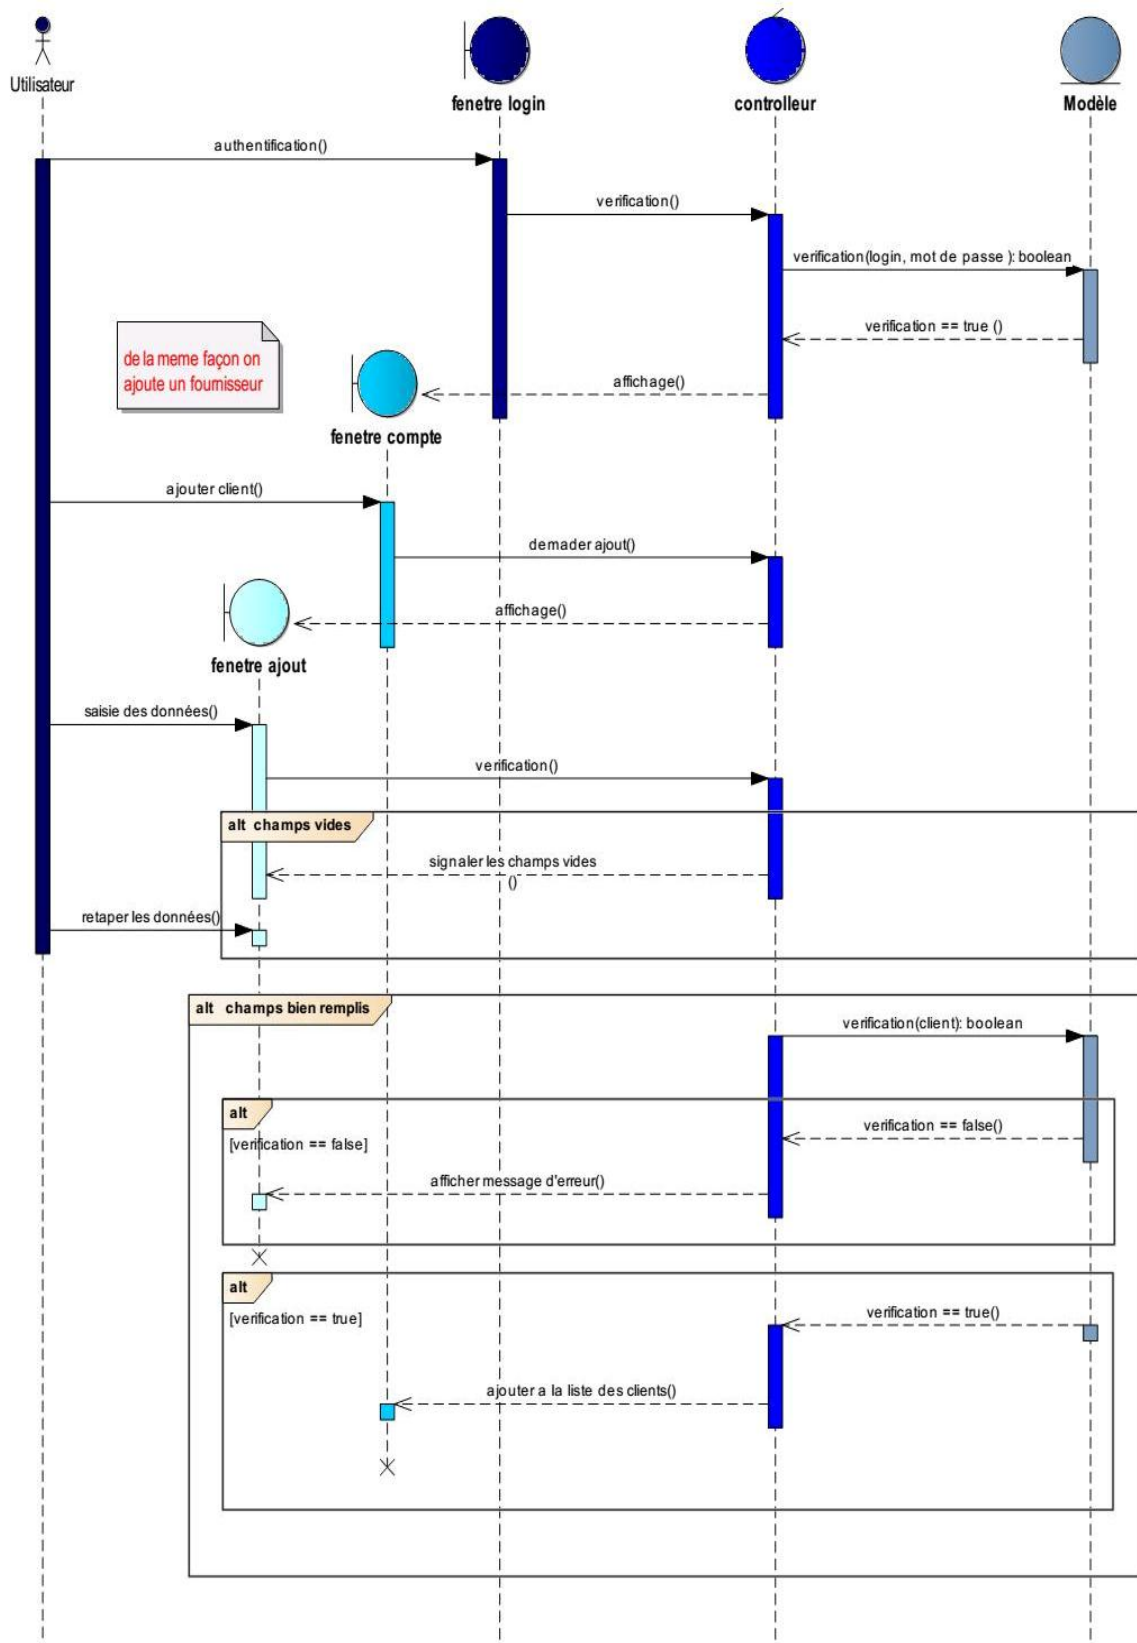 Utilisateur
fenetre login
controlleur
Modèle
authentification()
verification()
verification(login, mot de passe ): boolean
verification == true ()
de la meme façon on
ajoute un fournisseur
affichage()
fenetre compte
ajouter client()
demader ajout()
affichage()
fenetre ajout
saisie des données()
verification()
alt champs vides
signaler les champs vides
()
retaper les données()
alt champs bien remplis
verification(client): boolean
alt
verification == false()
[verification == false]
afficher message d'erreur()
alt
verification == true()
[verification == true]
ajouter a la liste des clients()